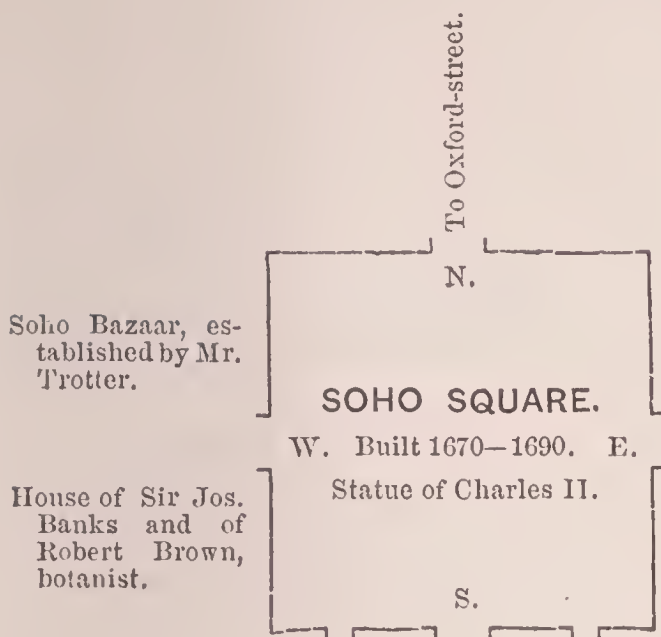 To Oxford-street.
N.
Soho Bazaar, es-
tablished by Mr.
Trotter.
SOHO SQUARE.
W. Built 1670—1690. E.
Statue of Charles II.
House of Sir Jos.
Banks and of
Robert Brown,
botanist.
S.